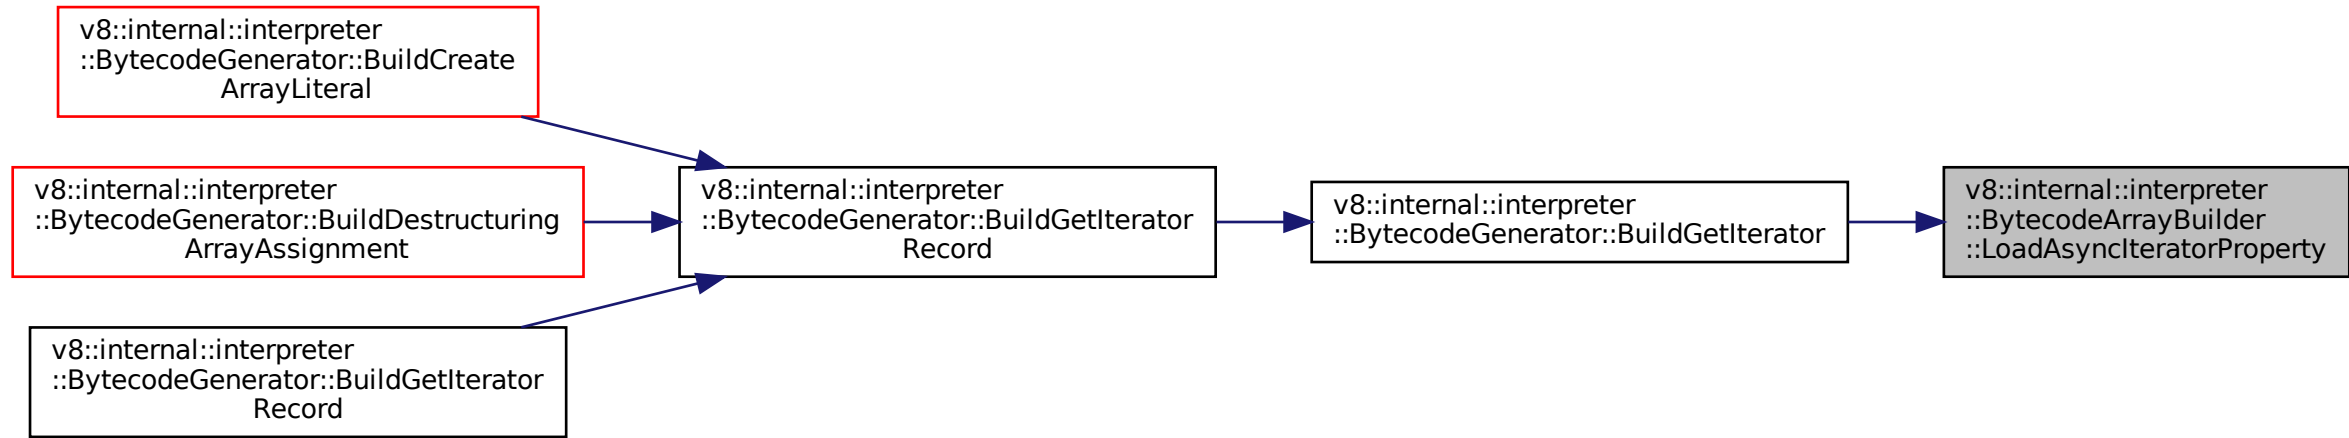 v8::internal::interpreter
::BytecodeGenerator::BuildCreate
ArrayLiteral
v8::internal::interpreter
::BytecodeGenerator::BuildDestructuring
ArrayAssignment
v8::internal::interpreter
::BytecodeGenerator::BuildGetIterator
Record
v8::internal::interpreter
::BytecodeGenerator::BuildGetIterator
Record
v8::internal::interpreter
::BytecodeGenerator::BuildGetIterator
v8::internal::interpreter
::BytecodeArrayBuilder
::LoadAsyncIteratorProperty